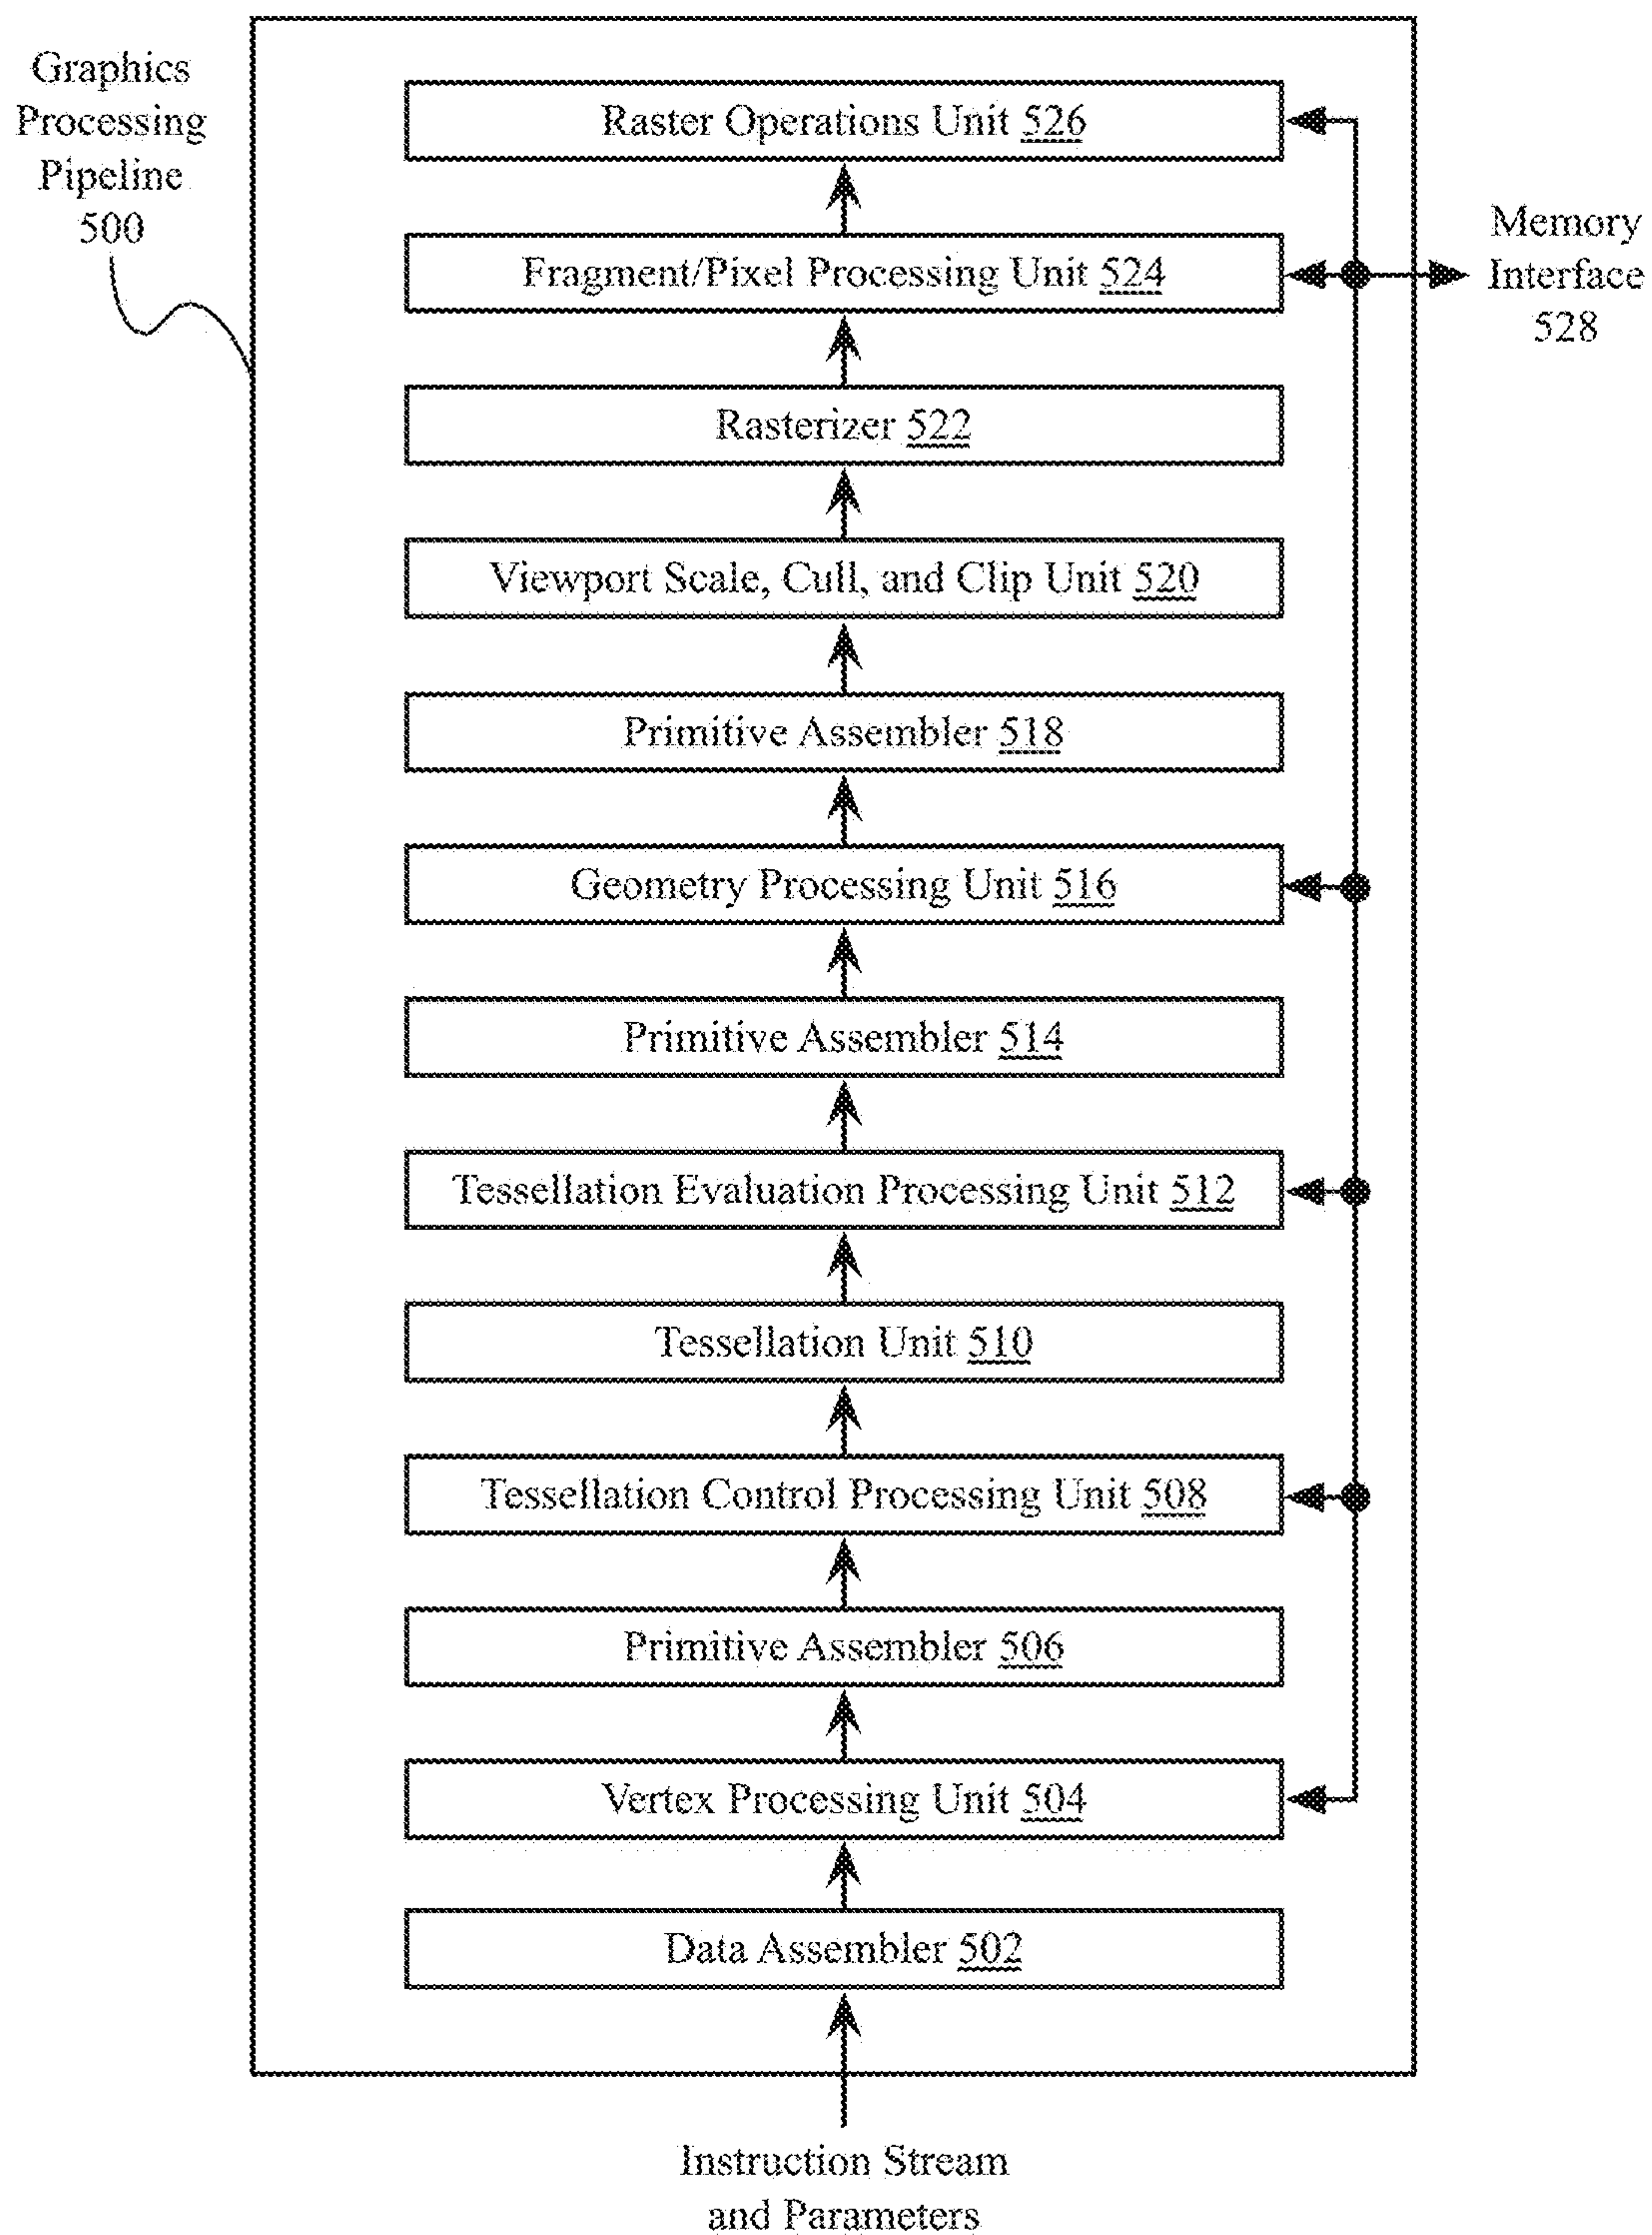 Graphics
Processing
Pipeline
500
Raster Operations Unit 526
Fragment/Pixel Processing Unit 524
Memory
Interface
528
Rasterizer 522
Viewport Scale, Cull, and Clip Unit 520
Primitive Assembler 518
Geometry Processing Unit 516
Primitive Assembler 514
Tessellation Evaluation Processing Unit 512
Tessellation Unit 510
Tessellation Control Processing Unit 508
Primitive Assembler 506
Vertex Processing Unit 504
Data Assembler 502
Instruction Stream
and Parameters